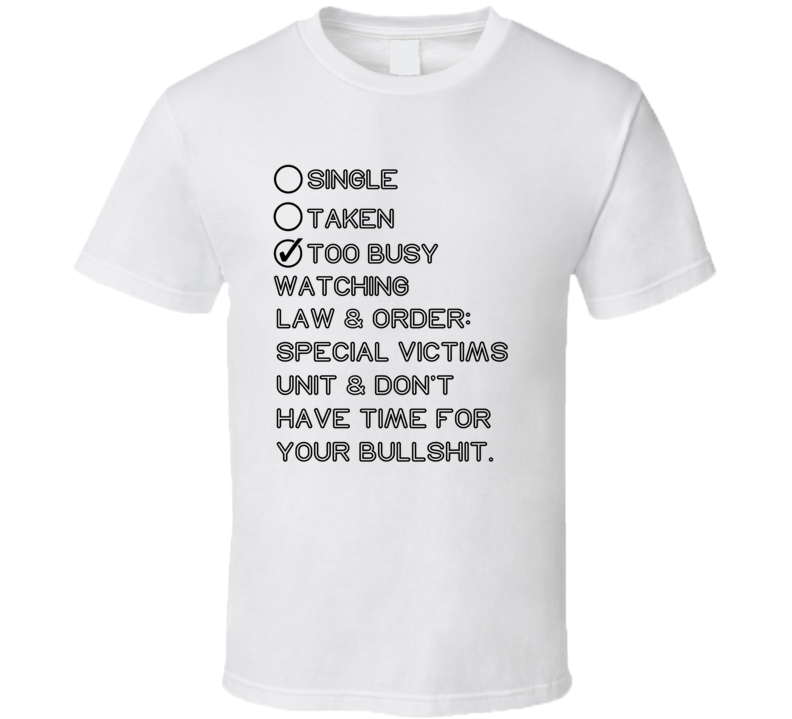 SINGLE
TAKEN
TOO BUSY
WATCHING
LAW & ORDER:
SPECIAL VICTIMS
UNIT & DON'T
HAVE TIME FOR
YOUR BULLSHIT.